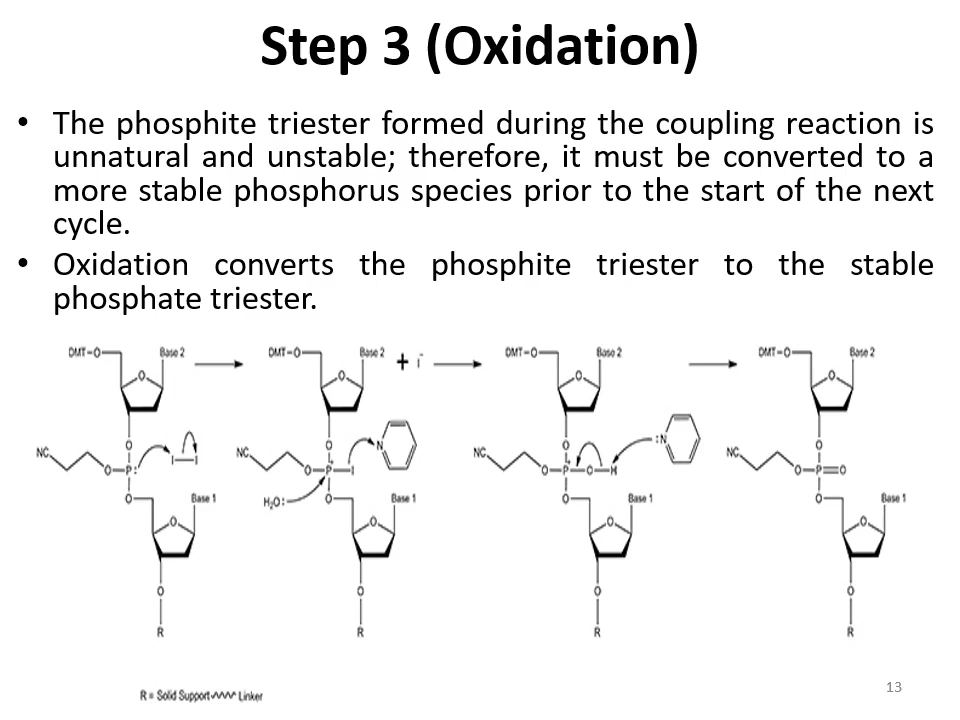 Step 3 (Oxidation)
• The phosphite triester formed during the coupling reaction is
unnatural and unstable; therefore, it must be converted to a
more stable phosphorus species prior to the start of the next
cycle.
• Oxidation converts the phosphite triester to the stable
phosphate triester.
DMT–O Base 2 DMT–O Base 2 + I⁻ DMT–O Base 2 DMT–O Base 2
O O O O
O O :N O
NC NC N NC NC
O–P: I–I O–P⁺–I O–P⁺–O–H O–P=O
O Base 1 H₂O: O Base 1 O Base 1 O Base 1
O O O O
O O O O
R R R R
R = Solid Support Linker
13